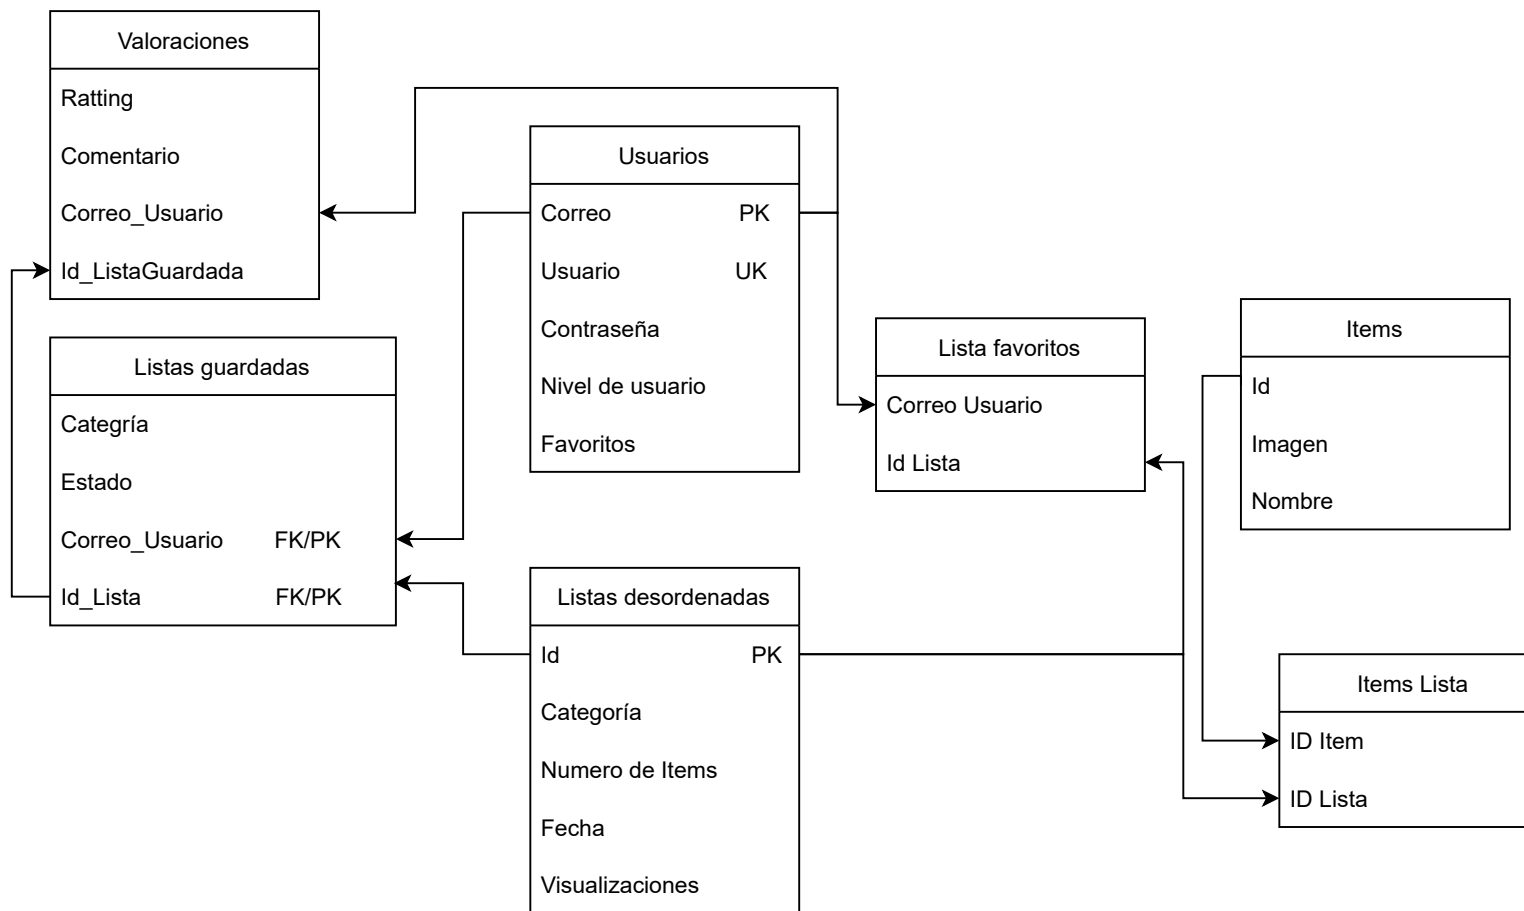 Valoraciones
Ratting
Comentario
Correo_Usuario
Id_ListaGuardada
Listas guardadas
Categría
Estado
Correo_Usuario FK/PK
Id_Lista FK/PK
Usuarios
Correo PK
Usuario UK
Contraseña
Nivel de usuario
Favoritos
Listas desordenadas
Id PK
Categoría
Numero de Items
Fecha
Visualizaciones
Lista favoritos
Correo Usuario
Id Lista
Items
Id
Imagen
Nombre
Items Lista
ID Item
ID Lista